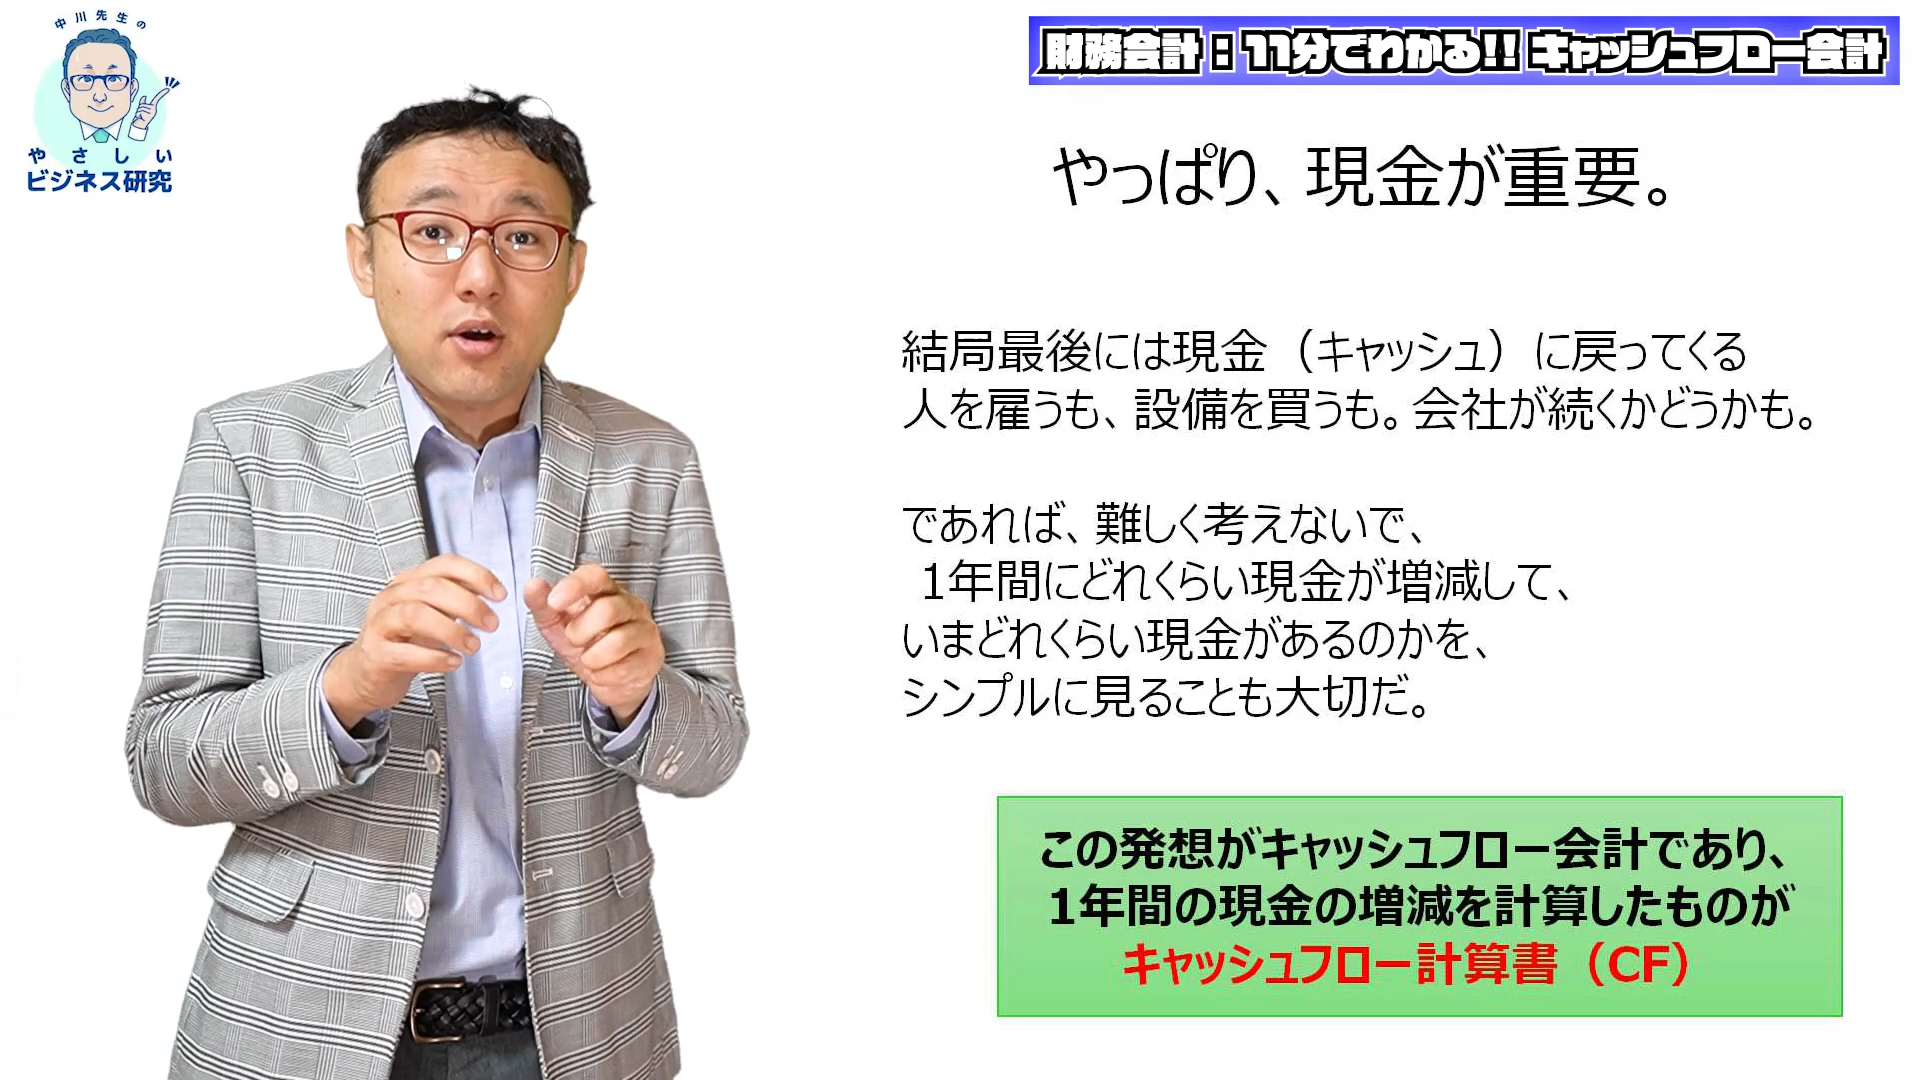 中川先生の
やさしい
ビジネス研究
財務会計：11分でわかる!! キャッシュフロー会計
やっぱり、現金が重要。
結局最後には現金（キャッシュ）に戻ってくる
人を雇うも、設備を買うも。会社が続くかどうかも。
であれば、難しく考えないで、
1年間にどれくらい現金が増減して、
いまどれくらい現金があるのかを、
シンプルに見ることも大切だ。
この発想がキャッシュフロー会計であり、
1年間の現金の増減を計算したものが
キャッシュフロー計算書（CF）